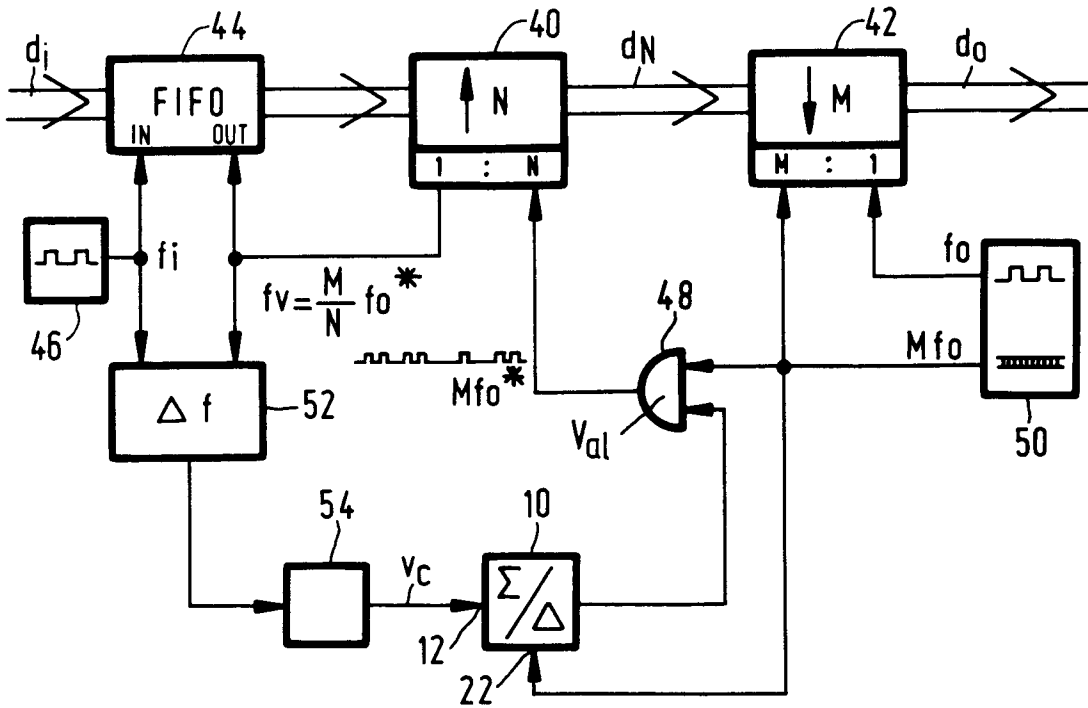 44
40
42
di
FIFO
IN OUT
↑ N
1 : N
dN
↓ M
M : 1
do
46
fi
fv = M/N fo*
Mfo*
48
Val
fo
Mfo
50
Δ f
52
54
vc
10
Σ/Δ
12
22